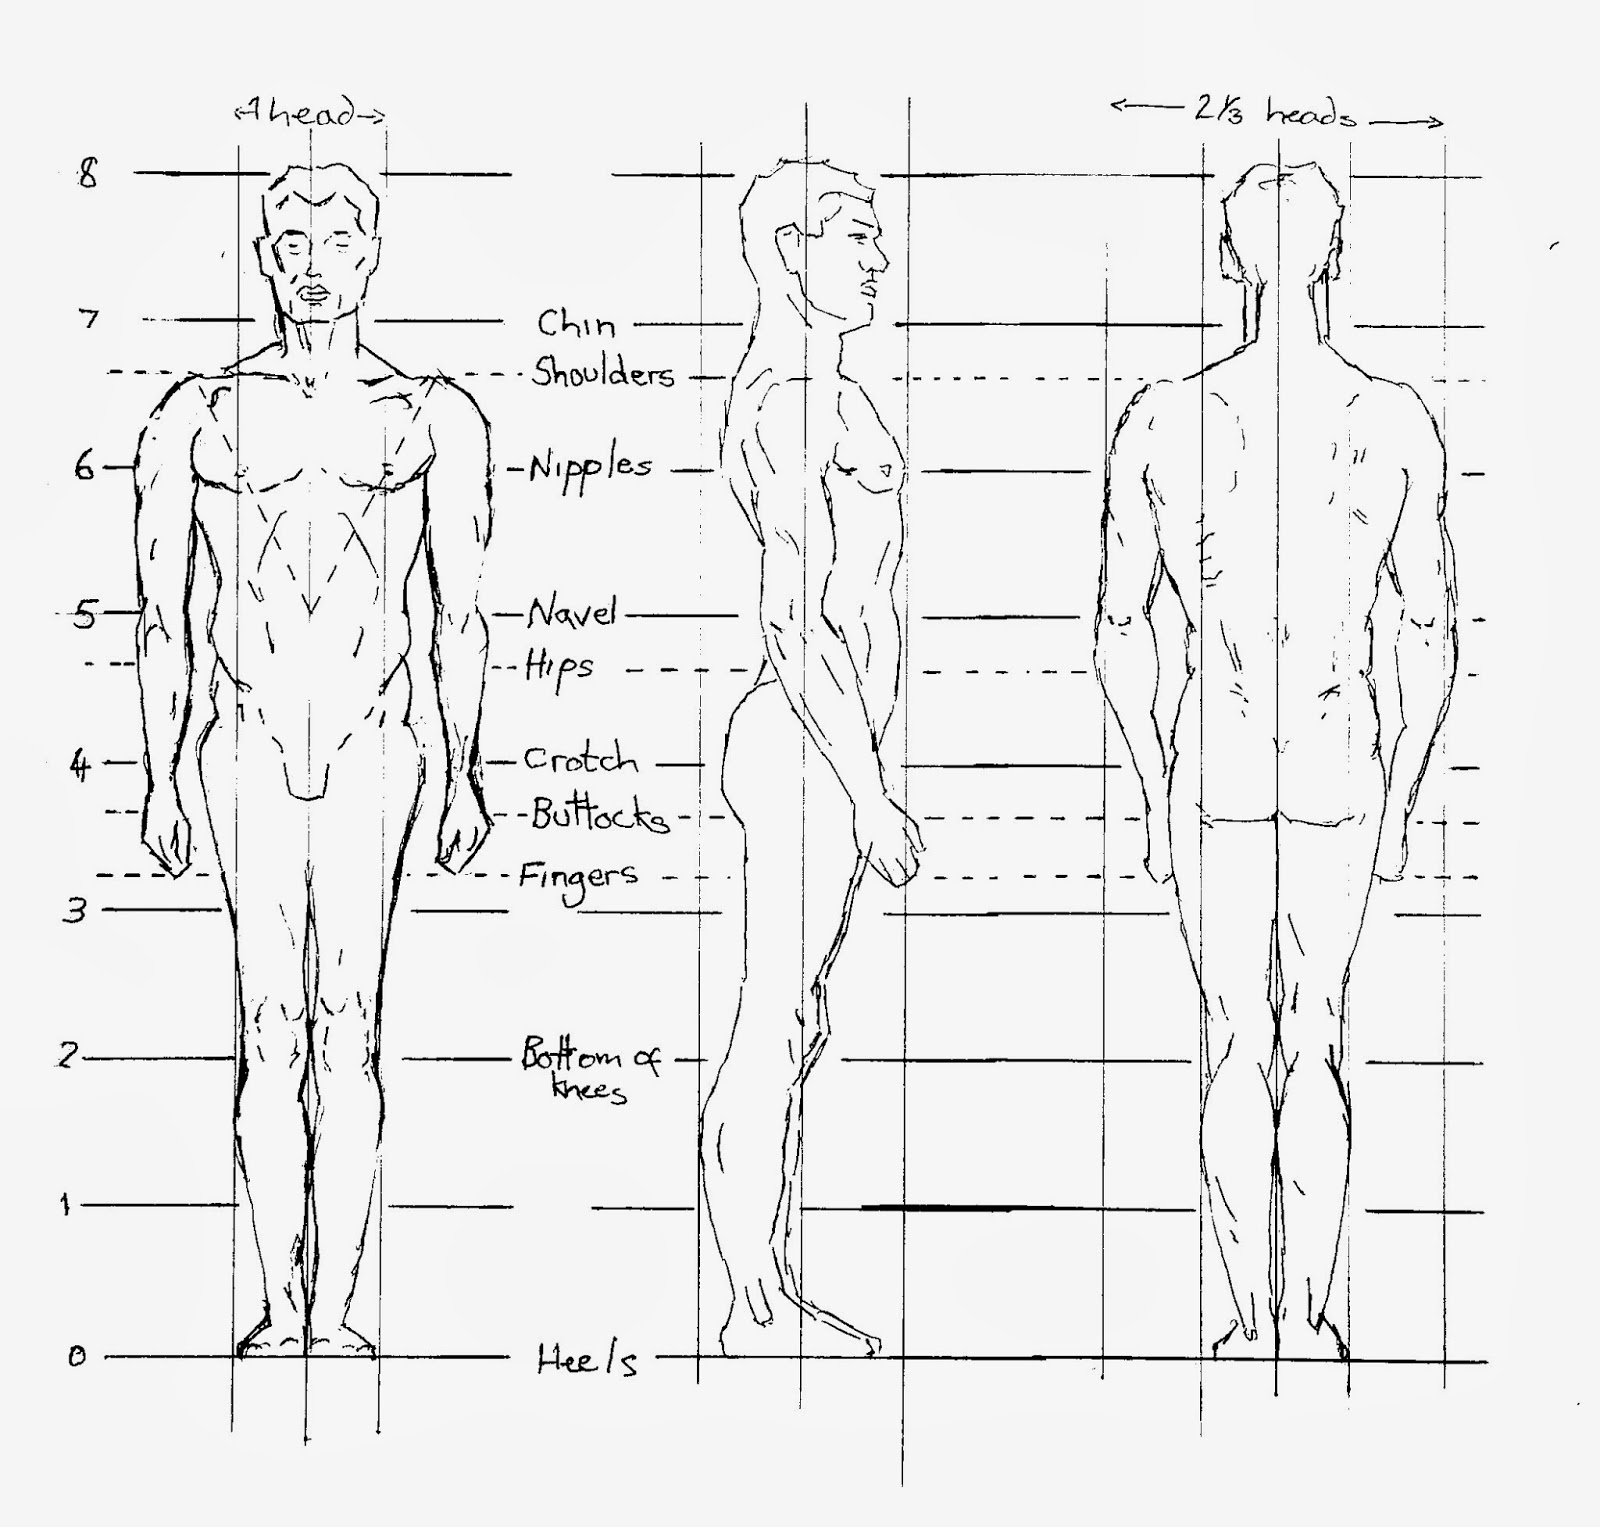 1 head
2⅓ heads
8
7
Chin
Shoulders
6
Nipples
5
Navel
Hips
4
Crotch
Buttocks
Fingers
3
2
Bottom of
knees
1
0
Heels